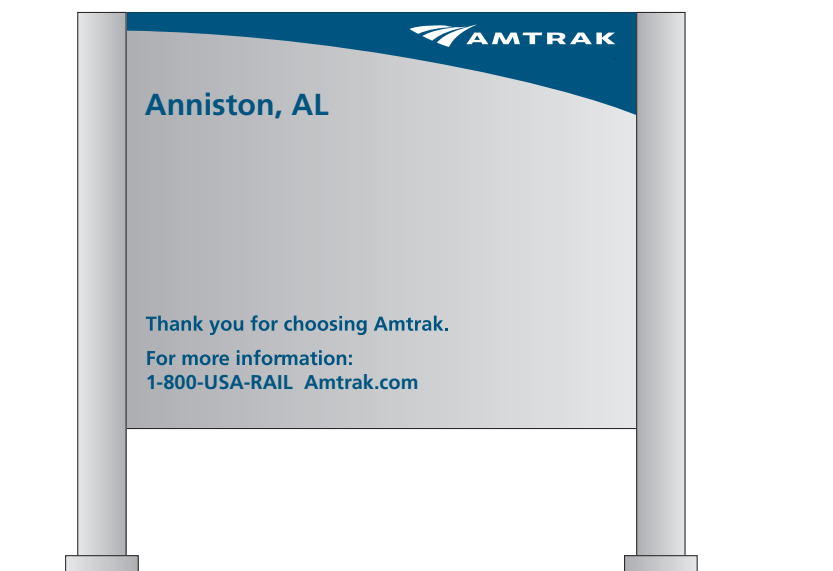 AMTRAK
Anniston, AL
Thank you for choosing Amtrak.
For more information:
1-800-USA-RAIL Amtrak.com